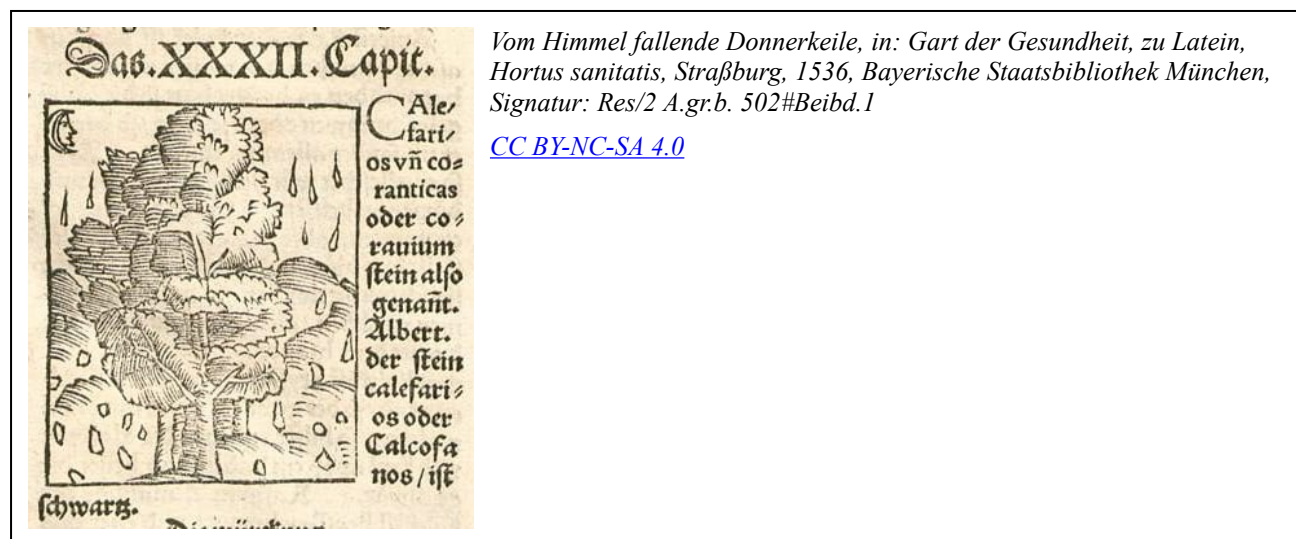 Das.XXXII.Capit.
CAle⸗
fari⸗
os vñ co⸗
ranticas
oder co⸗
rauium
stein also
genañt.
Albert.
der stein
calefari⸗
os oder
Calcofa
nos / ist
schwartz.
Vom Himmel fallende Donnerkeile, in: Gart der Gesundheit, zu Latein,
Hortus sanitatis, Straßburg, 1536, Bayerische Staatsbibliothek München,
Signatur: Res/2 A.gr.b. 502#Beibd.1
CC BY-NC-SA 4.0